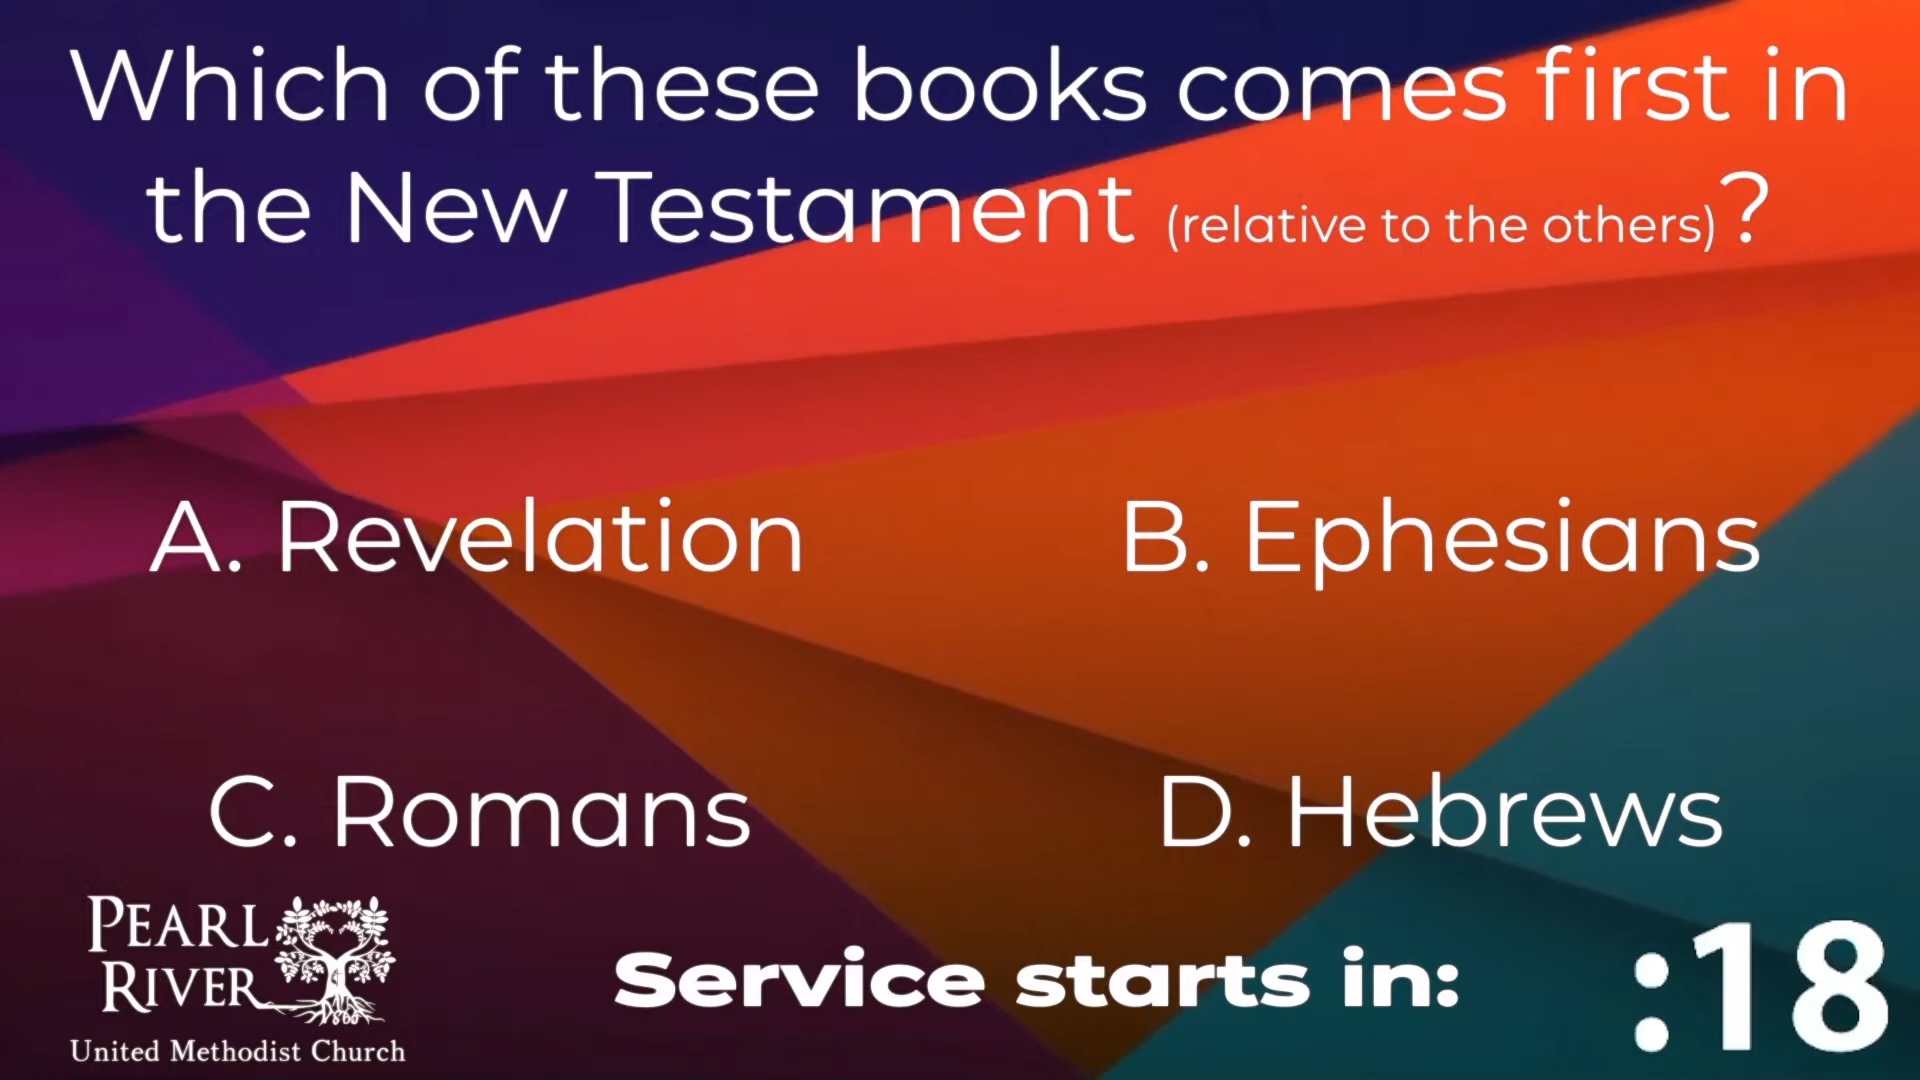 Which of these books comes first in
the New Testament (relative to the others)?
A. Revelation
B. Ephesians
C. Romans
D. Hebrews
PEARL
RIVER
United Methodist Church
Service starts in:
:18